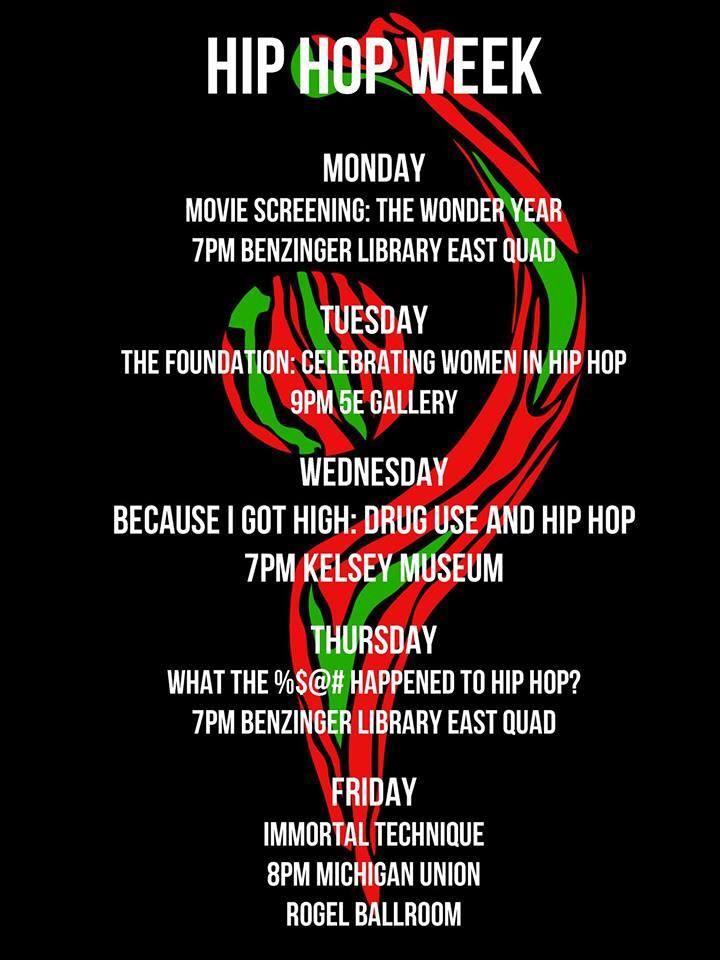 HIP HOP WEEK
MONDAY
MOVIE SCREENING: THE WONDER YEAR
7PM BENZINGER LIBRARY EAST QUAD
TUESDAY
THE FOUNDATION: CELEBRATING WOMEN IN HIP HOP
9PM 5E GALLERY
WEDNESDAY
BECAUSE I GOT HIGH: DRUG USE AND HIP HOP
7PM KELSEY MUSEUM
THURSDAY
WHAT THE %$@# HAPPENED TO HIP HOP?
7PM BENZINGER LIBRARY EAST QUAD
FRIDAY
IMMORTAL TECHNIQUE
8PM MICHIGAN UNION
ROGEL BALLROOM